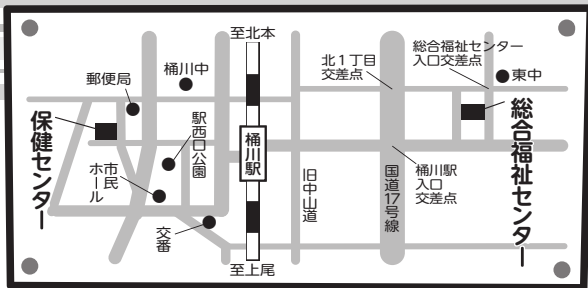 至北本
北1丁目
交差点
総合福祉センター
入口交差点
東中
桶川中
郵便局
保健センター
駅西口公園
桶川駅
市民
ホール
旧中山道
国道17号線
桶川駅
入口
交差点
総合福祉センター
交番
至上尾